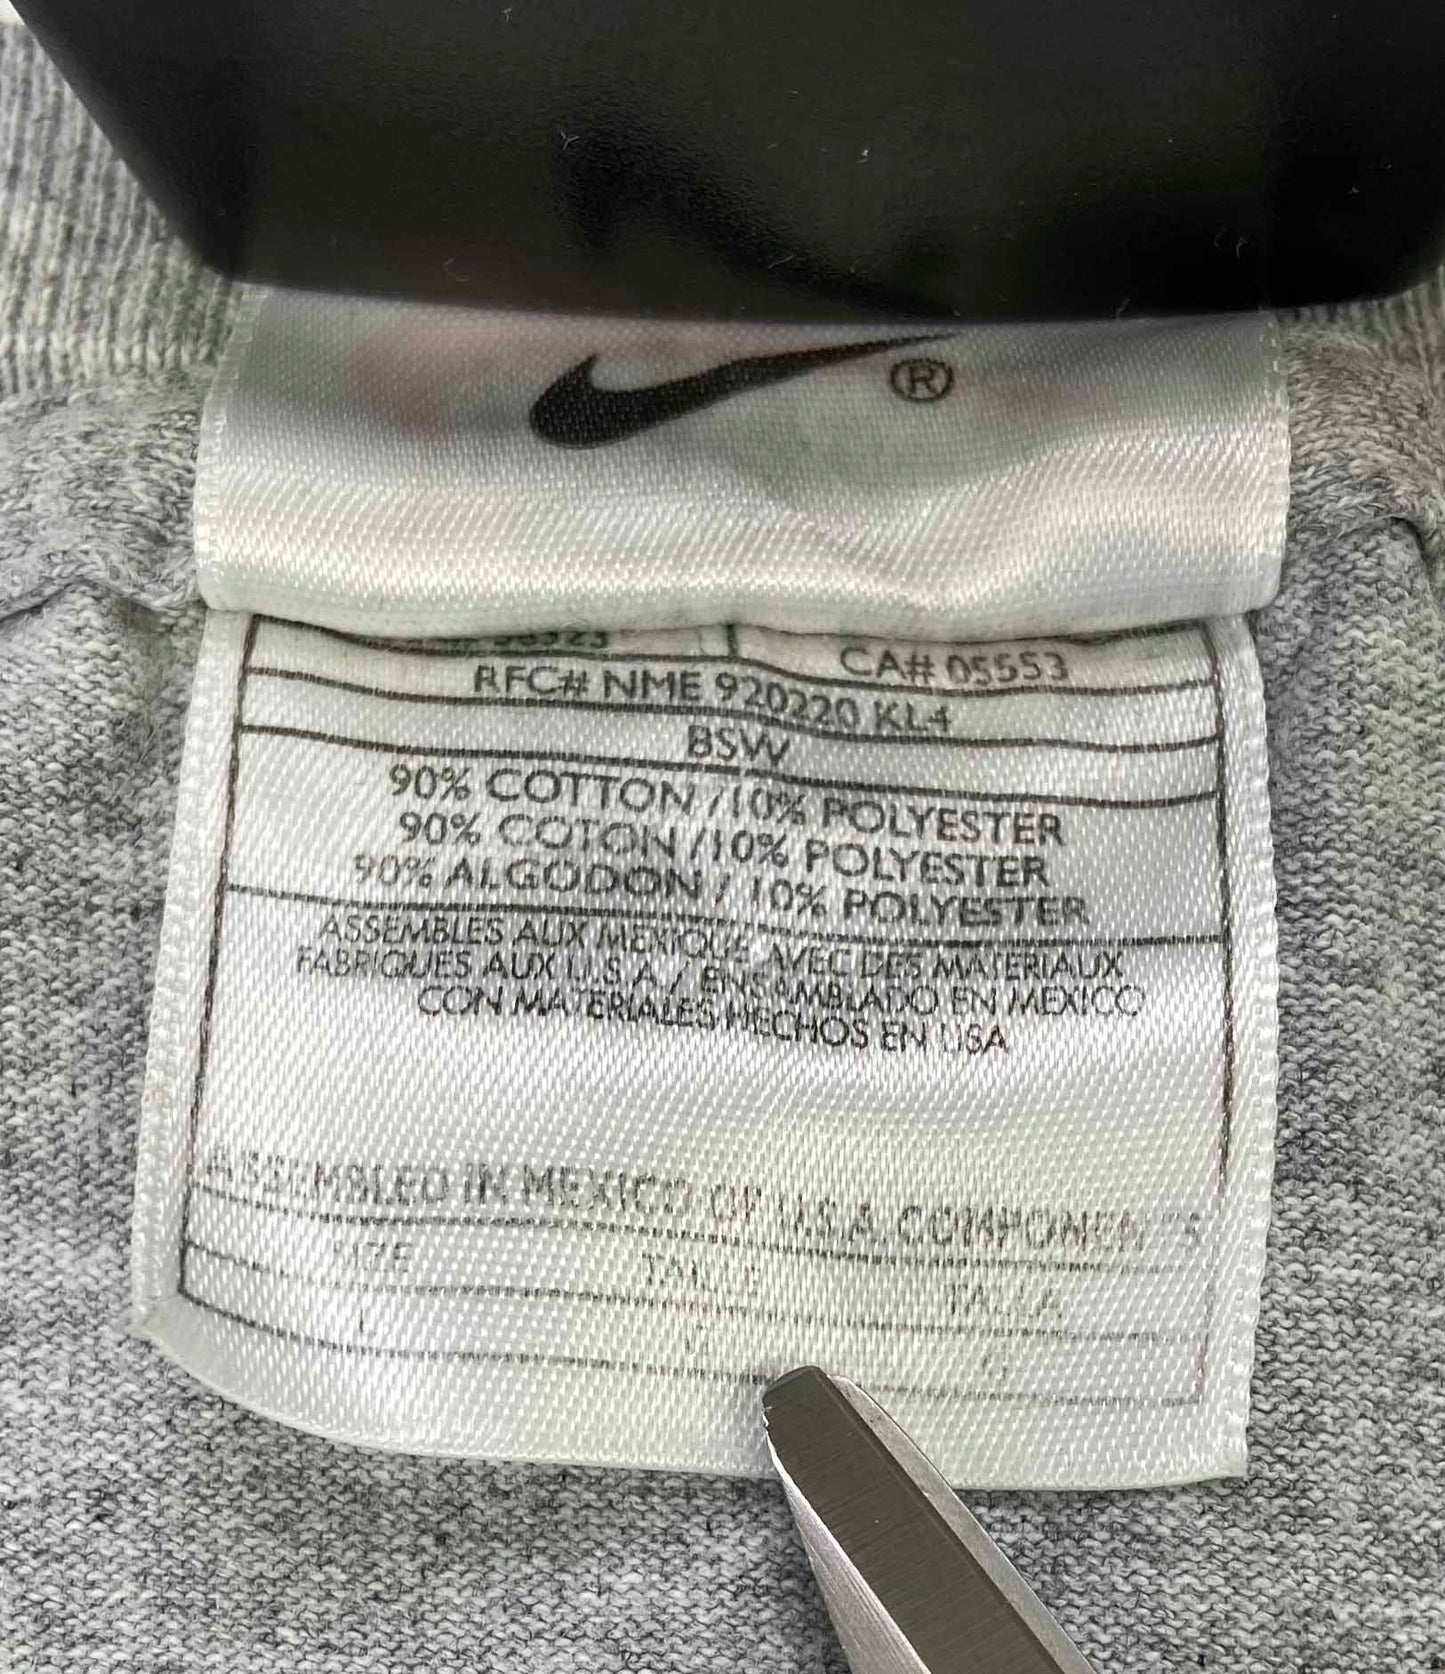 ®
CA# 05553
RFC# NME 920220 KL4
BSW
90% COTTON / 10% POLYESTER
90% COTON / 10% POLYESTER
90% ALGODON / 10% POLYESTER
ASSEMBLES AUX MEXIQUE AVEC DES MATERIAUX
FABRIQUES AUX U.S.A / ENSAMBLADO EN MEXICO
CON MATERIALES HECHOS EN USA
ASSEMBLED IN MEXICO OF U.S.A. COMPONENTS
SIZE TAILLE TALLA
L G G